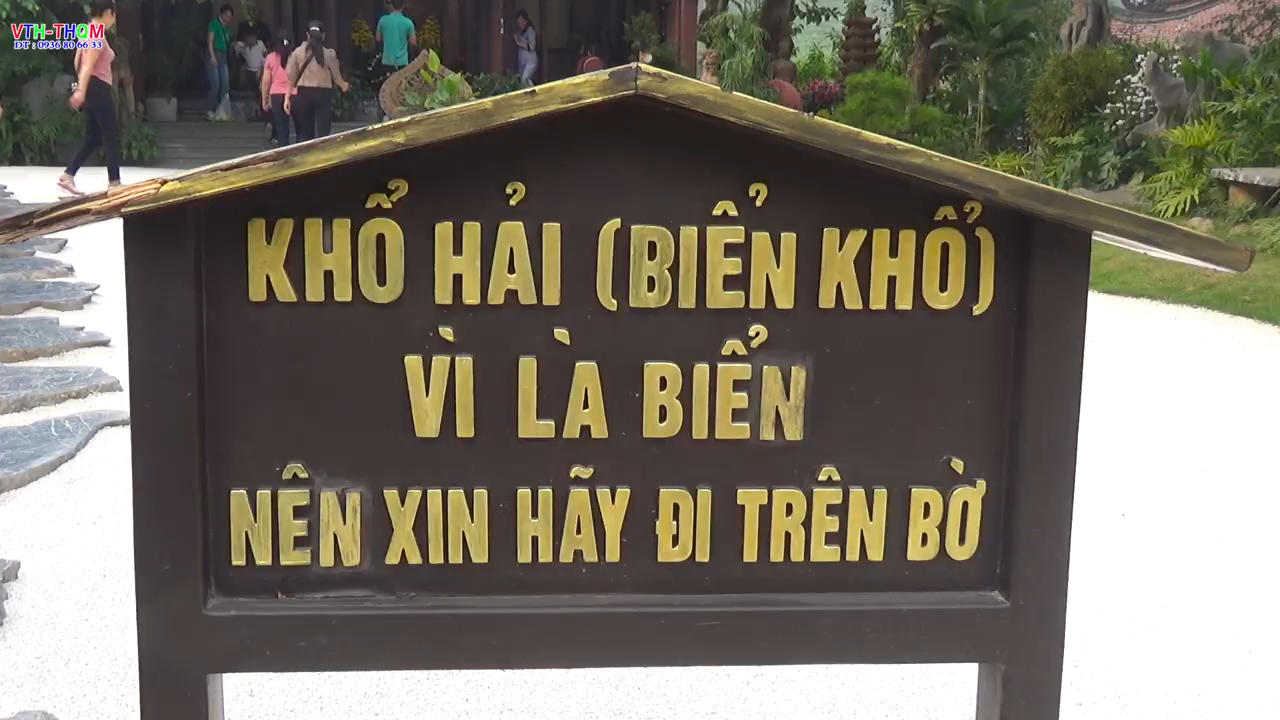 VTH-THQM
ĐT : 0936 80 66 33
KHỔ HẢI (BIỂN KHỔ)
VÌ LÀ BIỂN
NÊN XIN HÃY ĐI TRÊN BỜ